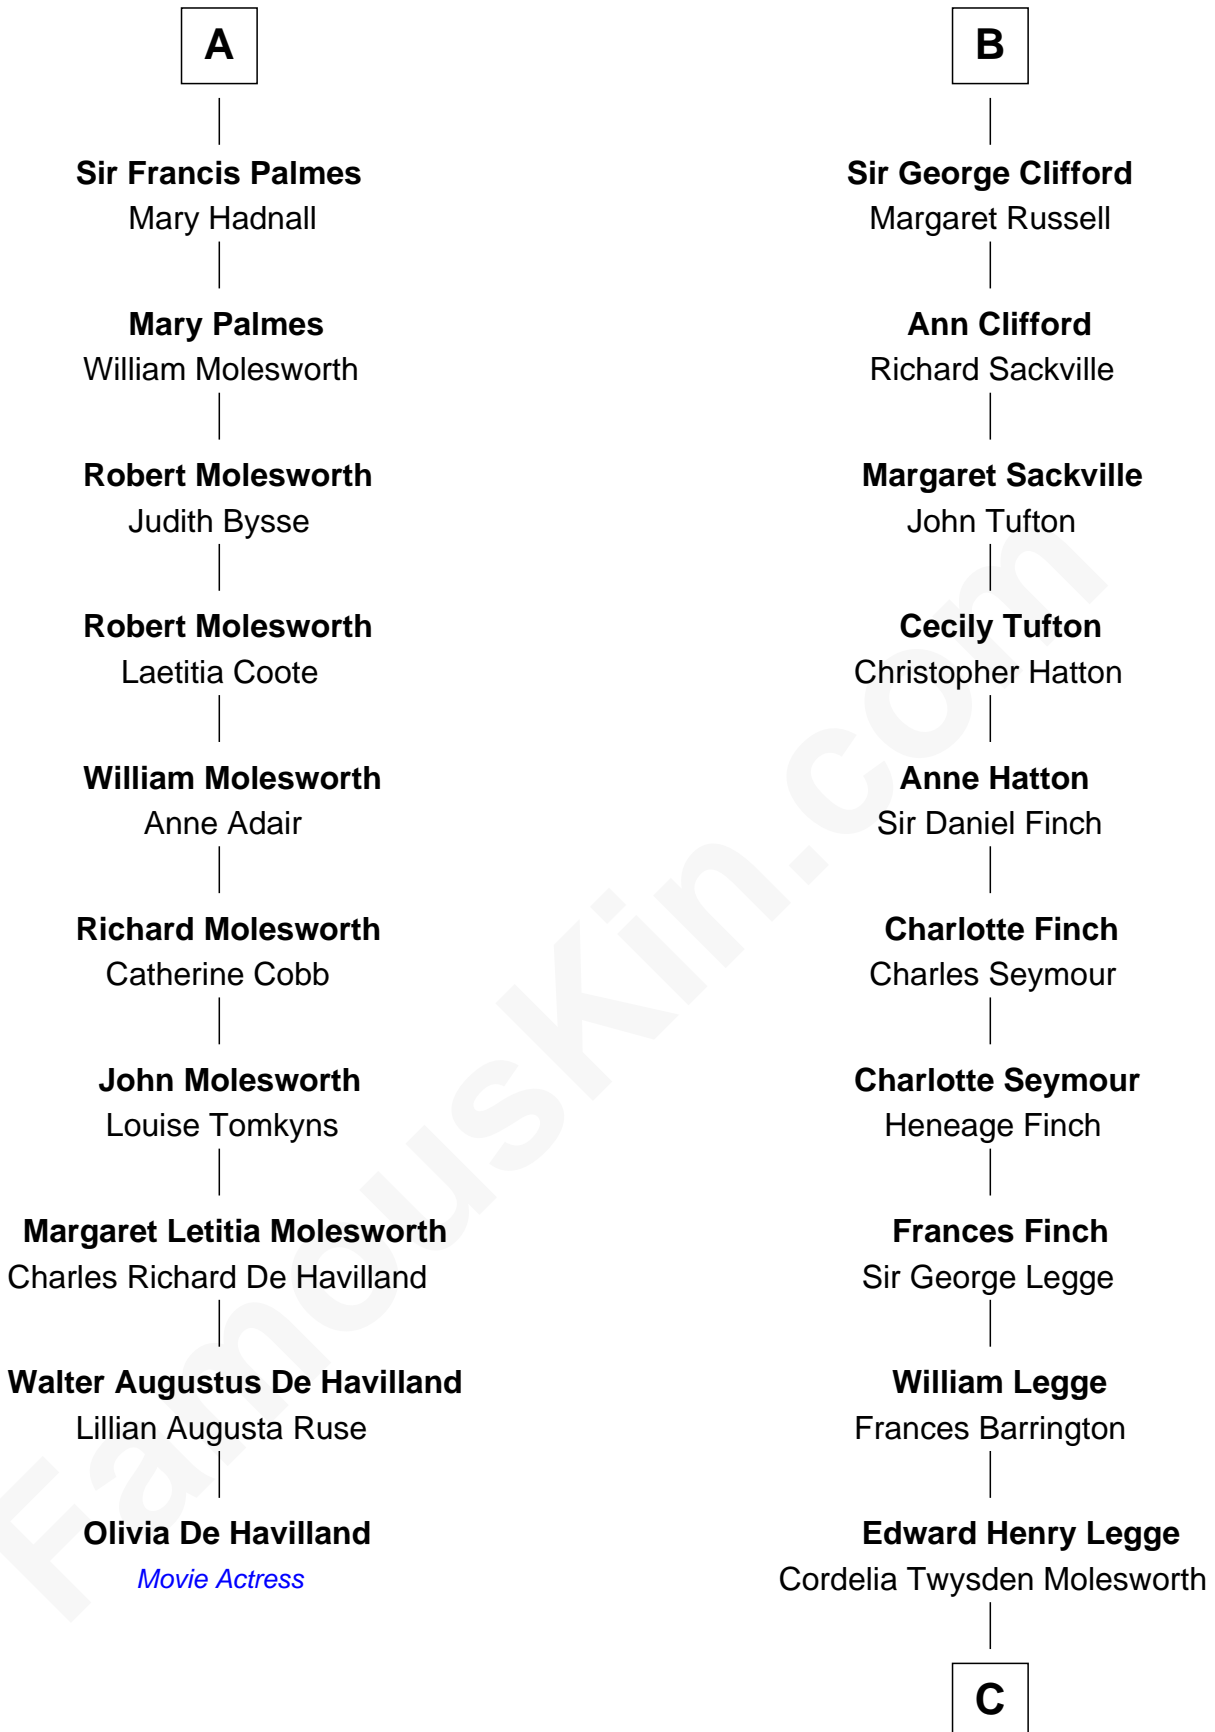 A
Sir Francis Palmes
Mary Hadnall
Mary Palmes
William Molesworth
Robert Molesworth
Judith Bysse
Robert Molesworth
Laetitia Coote
William Molesworth
Anne Adair
Richard Molesworth
Catherine Cobb
John Molesworth
Louise Tomkyns
Margaret Letitia Molesworth
Charles Richard De Havilland
Walter Augustus De Havilland
Lillian Augusta Ruse
Olivia De Havilland
Movie Actress
B
Sir George Clifford
Margaret Russell
Ann Clifford
Richard Sackville
Margaret Sackville
John Tufton
Cecily Tufton
Christopher Hatton
Anne Hatton
Sir Daniel Finch
Charlotte Finch
Charles Seymour
Charlotte Seymour
Heneage Finch
Frances Finch
Sir George Legge
William Legge
Frances Barrington
Edward Henry Legge
Cordelia Twysden Molesworth
C
FamousKin.com